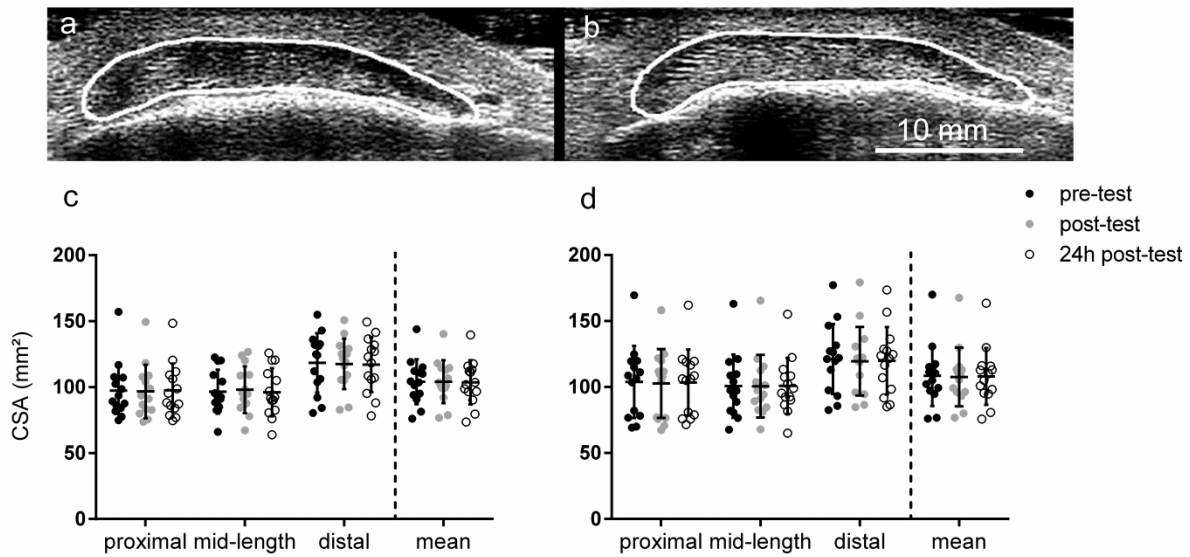 a
b
10 mm
c
d
pre-test
post-test
24h post-test
CSA (mm²)
200
150
100
50
0
proximal mid-length distal mean
200
150
100
50
0
proximal mid-length distal mean